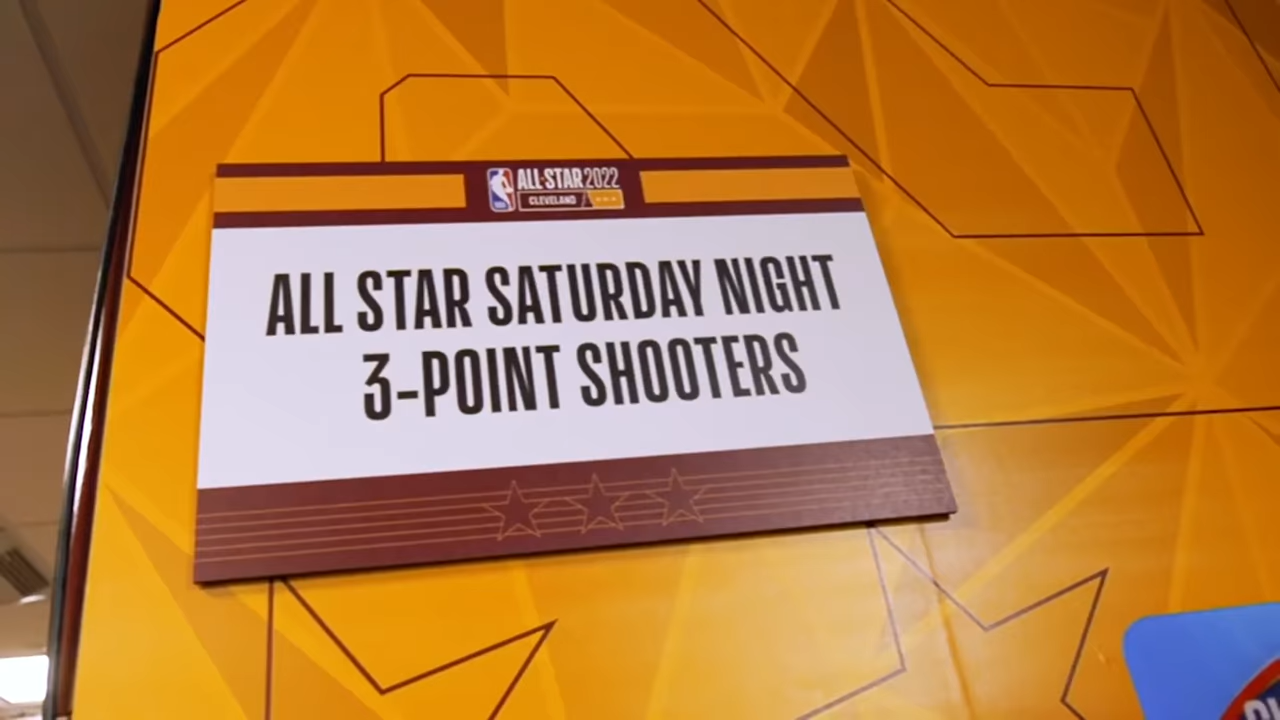 ALL-STAR 2022
CLEVELAND
ALL STAR SATURDAY NIGHT
3-POINT SHOOTERS